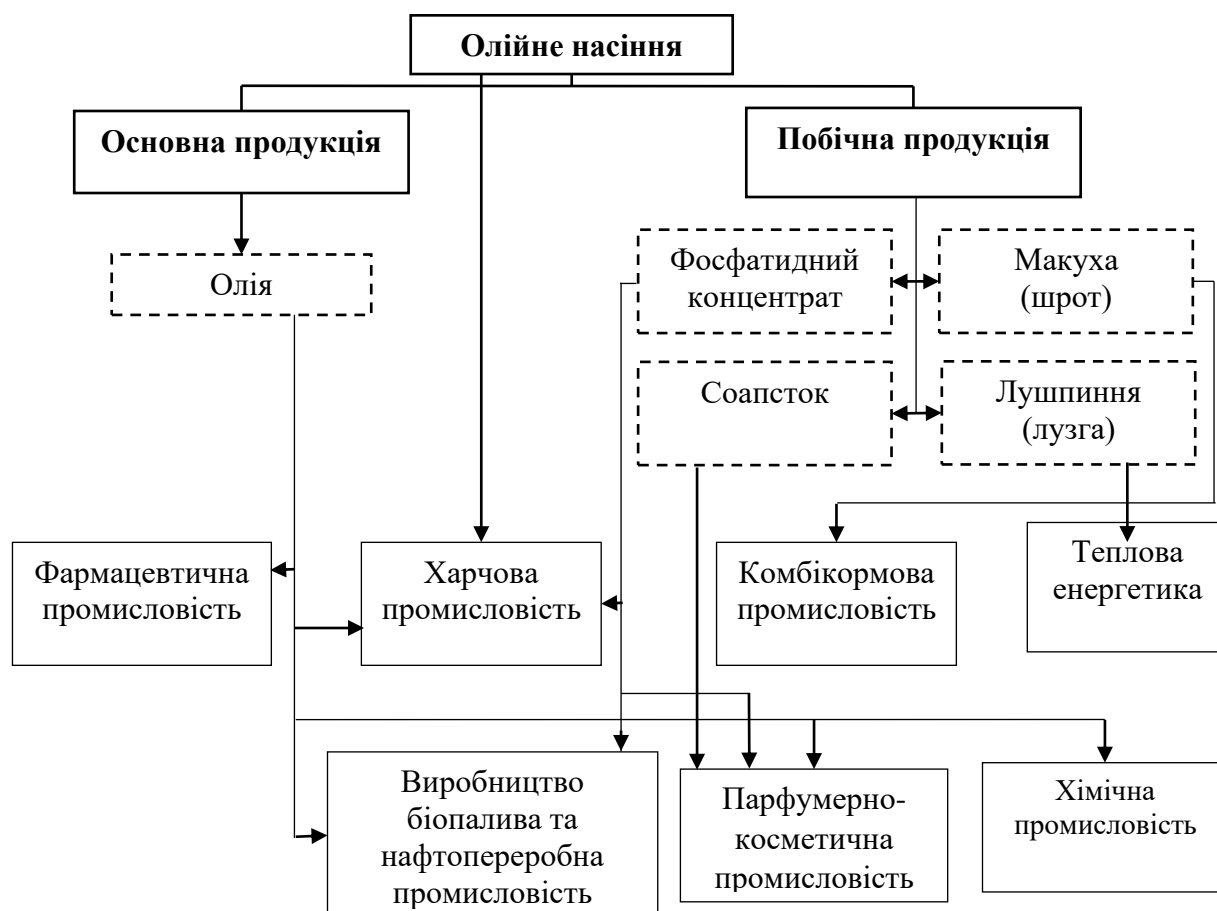 Олійне насіння
Основна продукція
Побічна продукція
Олія
Фосфатидний
концентрат
Макуха
(шрот)
Соапсток
Лушпиння
(лузга)
Фармацевтична
промисловість
Харчова
промисловість
Комбікормова
промисловість
Теплова
енергетика
Виробництво
біопалива та
нафтопереробна
промисловість
Парфумерно-
косметична
промисловість
Хімічна
промисловість